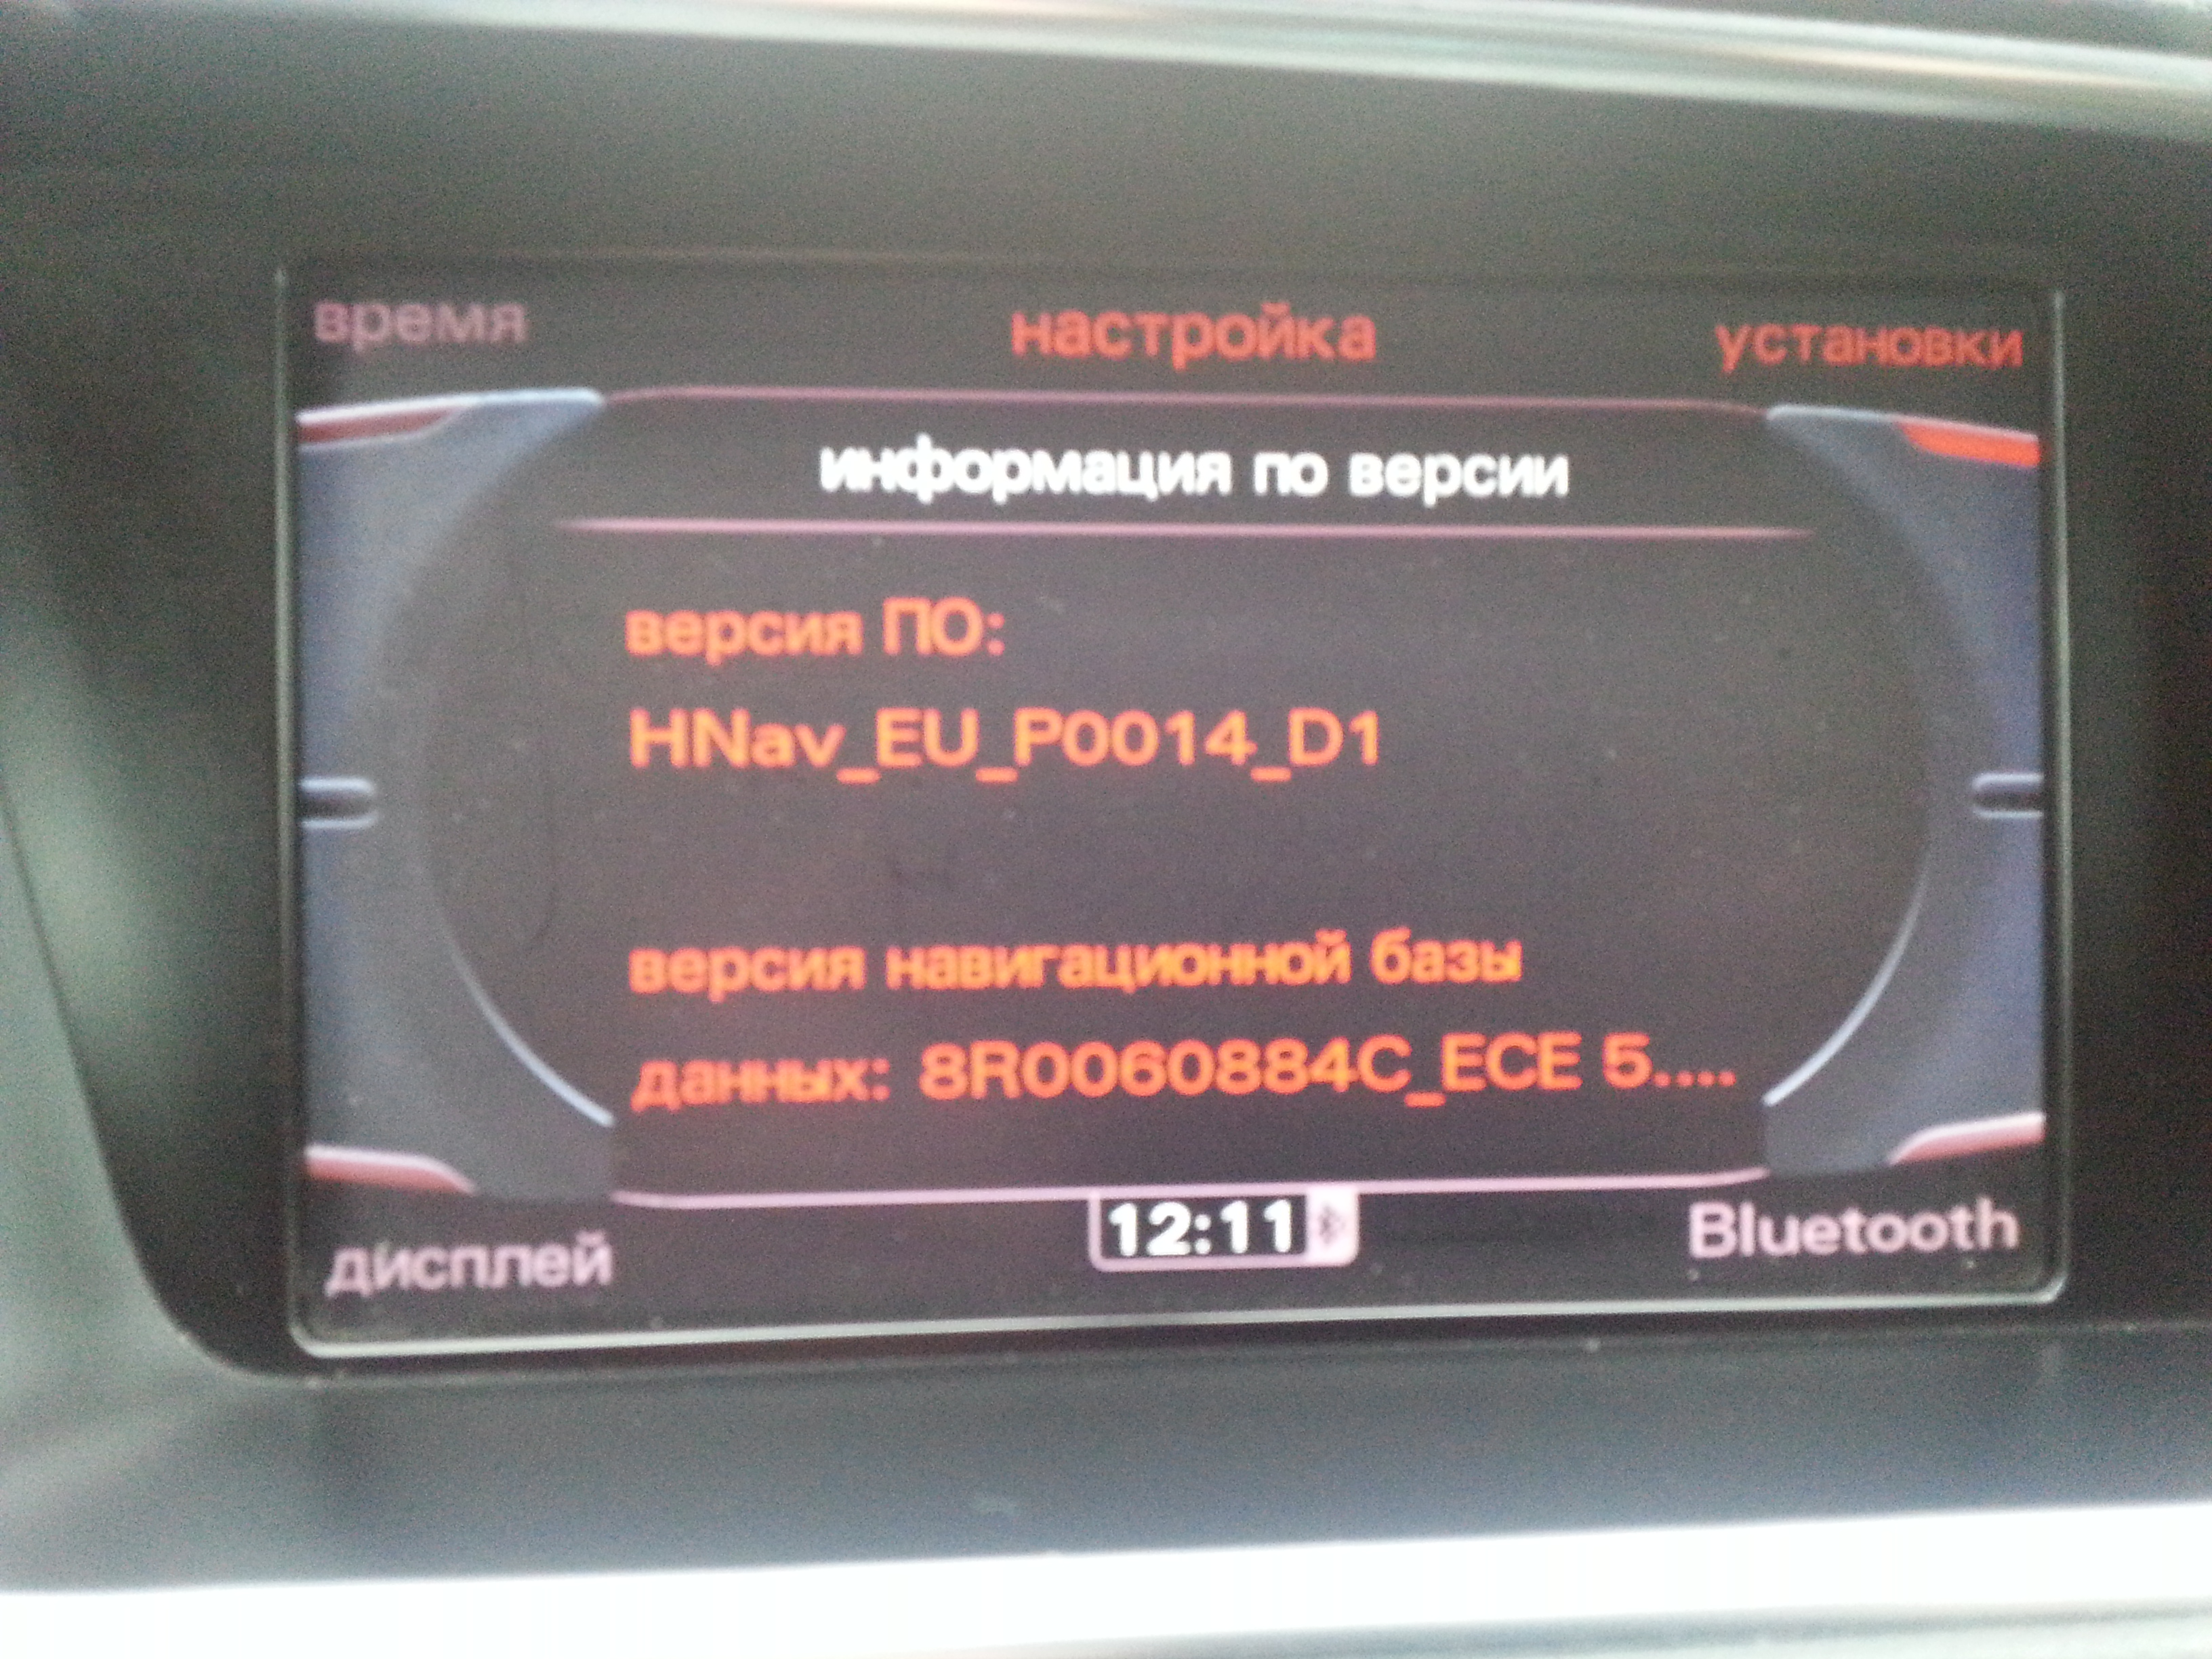 время
настройка
установки
информация по версии
версия ПО:
HNav_EU_P0014_D1
версия навигационной базы
данных: 8R0060884C_ECE 5....
12:11
дисплей
Bluetooth